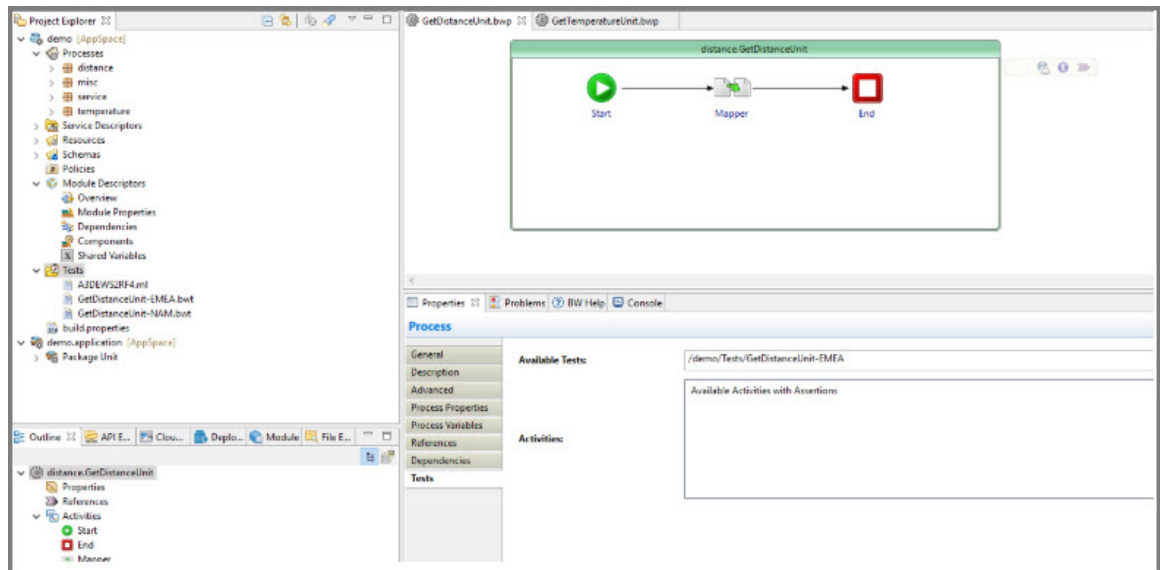 Project Explorer
demo [AppSpace]
Processes
distance
misc
service
temperature
Service Descriptors
Resources
Schemas
Policies
Module Descriptors
Overview
Module Properties
Dependencies
Components
Shared Variables
Tests
A3DEWS2RF4.ml
GetDistanceUnit-EMEA.bwt
GetDistanceUnit-NAM.bwt
build.properties
demo.application [AppSpace]
Package Unit
Outline API E... Clou... Deplo... Module File E...
distance.GetDistanceUnit
Properties
References
Activities
Start
End
Mapper
GetDistanceUnit.bwp GetTemperatureUnit.bwp
distance.GetDistanceUnit
Start Mapper End
Properties Problems BW Help Console
Process
General
Description
Advanced
Process Properties
Process Variables
References
Dependencies
Tests
Available Tests: /demo/Tests/GetDistanceUnit-EMEA
Available Activities with Assertions
Activities: